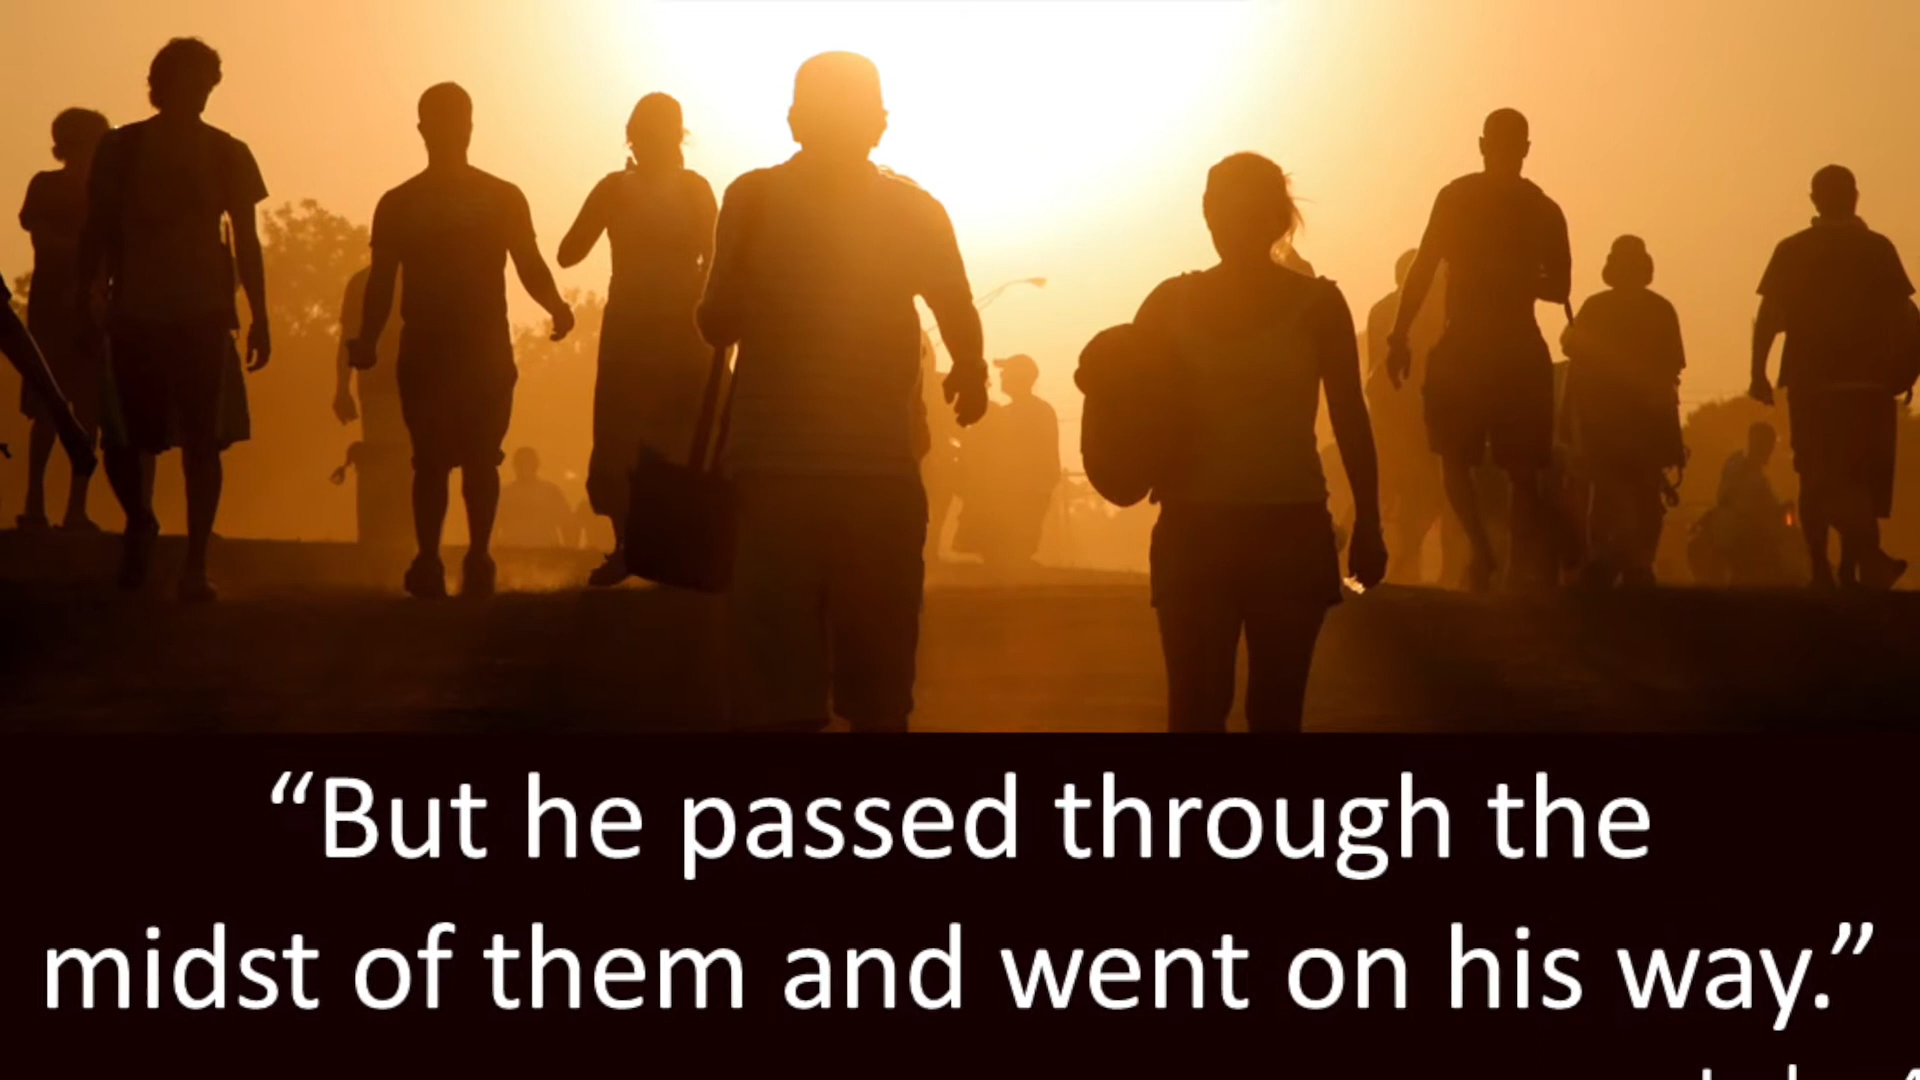 “But he passed through the
midst of them and went on his way.”